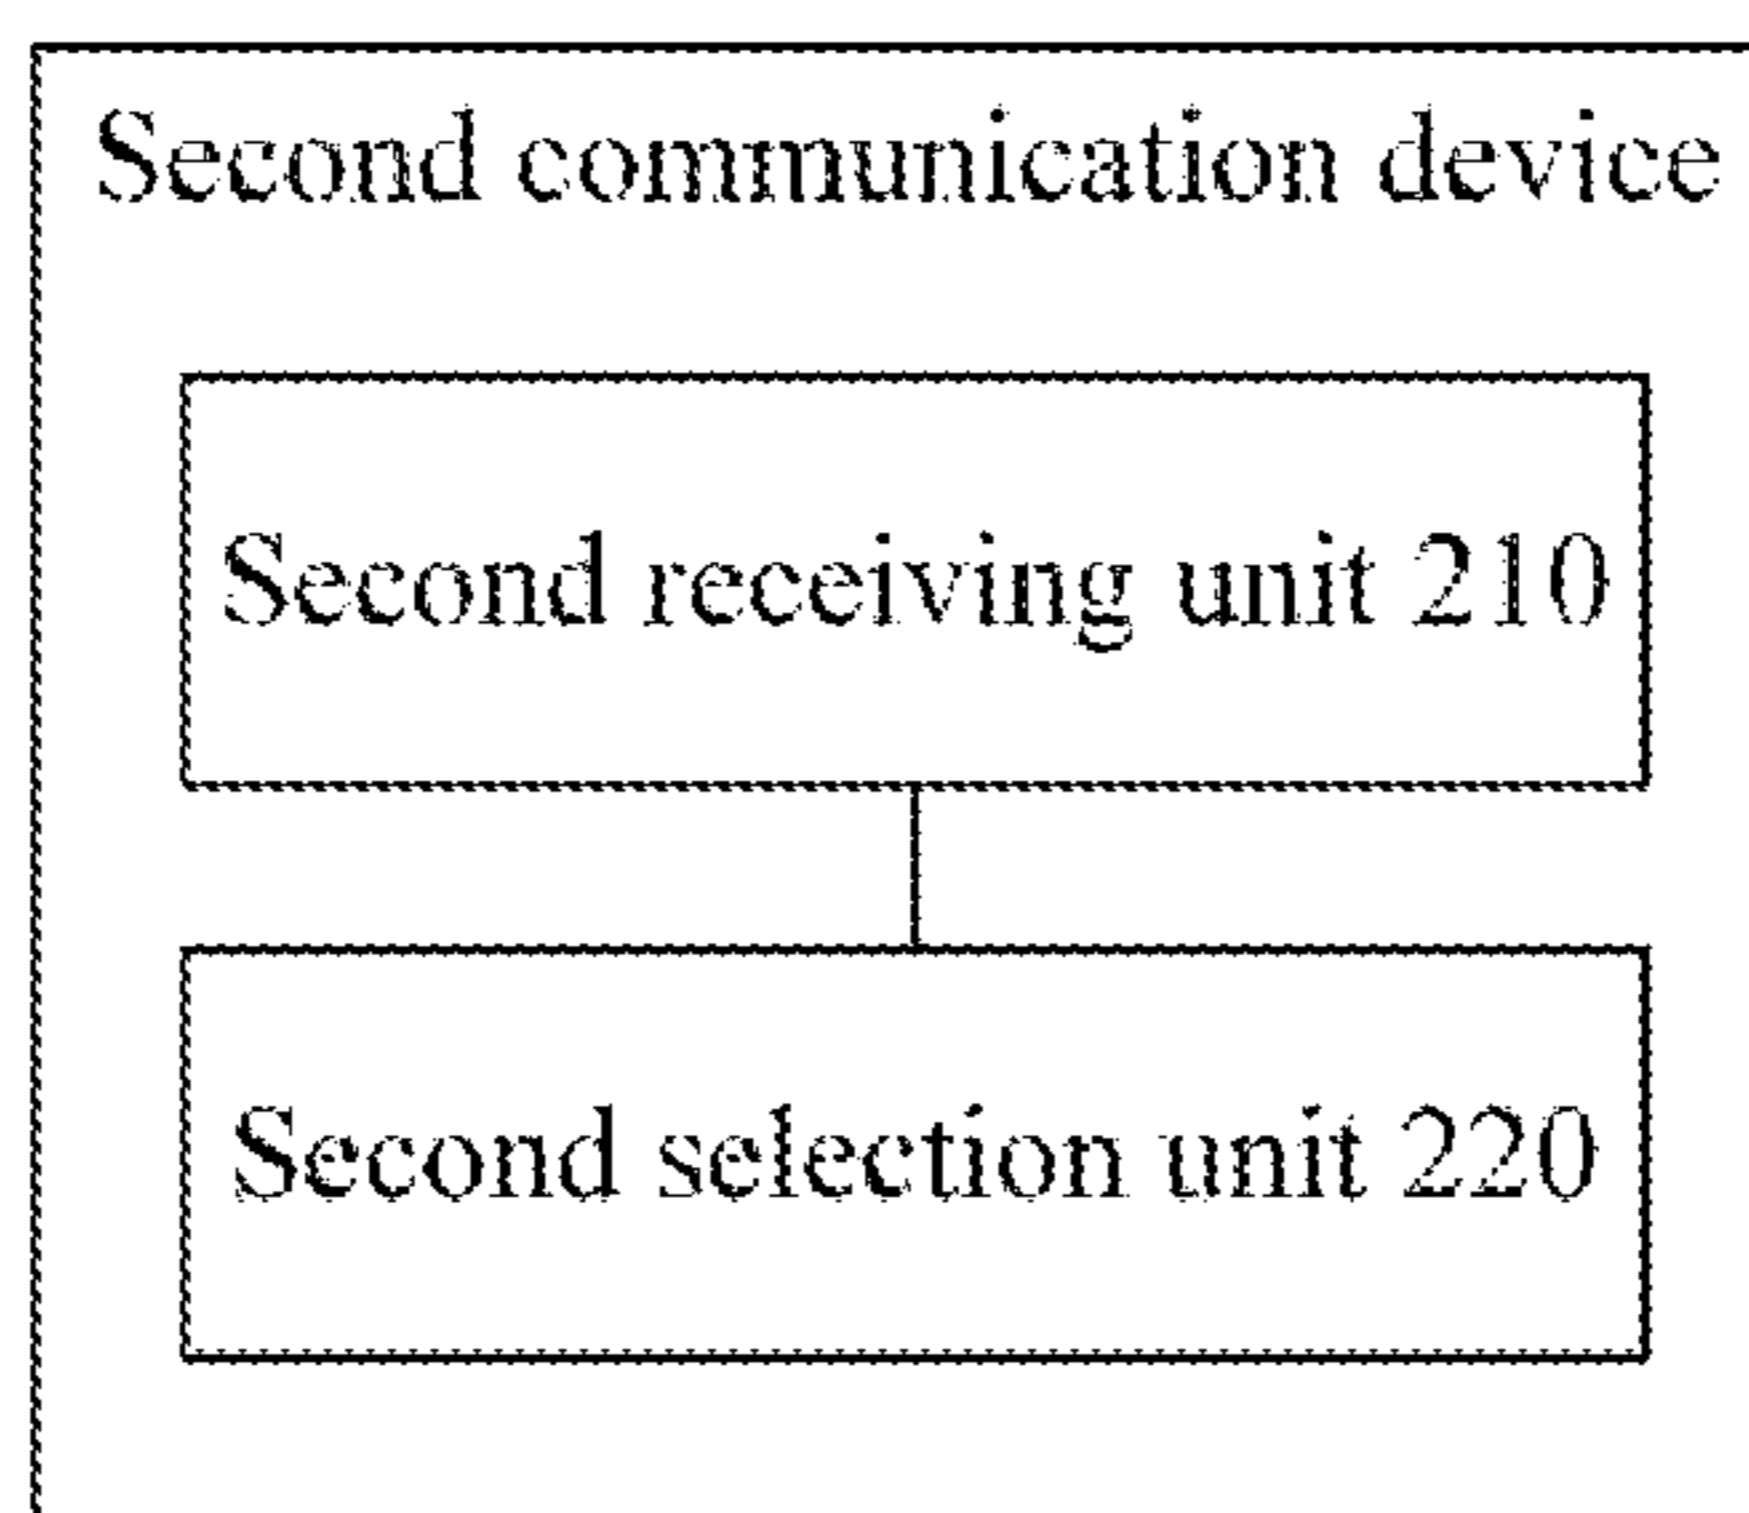 Second communication device
Second receiving unit 210
Second selection unit 220